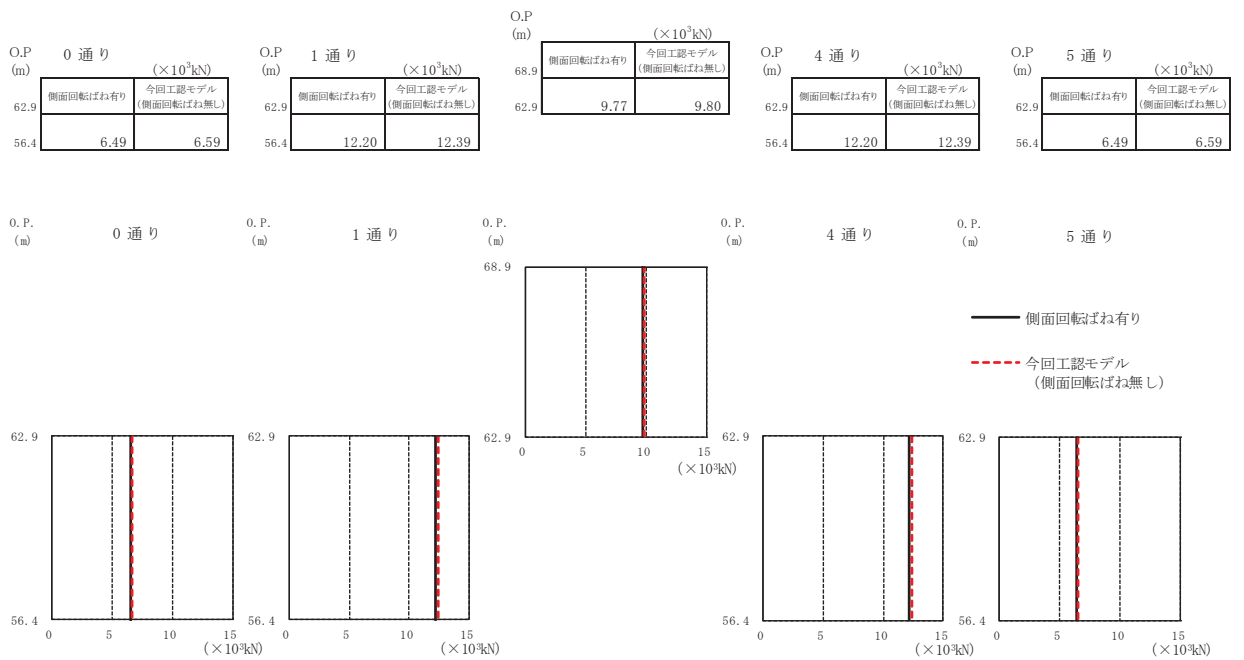 O.P
(m)
0 通り
(×10³kN)
側面回転ばね有り
今回工認モデル
(側面回転ばね無し)
62.9
56.4
6.49
6.59
O.P
(m)
1 通り
(×10³kN)
側面回転ばね有り
今回工認モデル
(側面回転ばね無し)
62.9
56.4
12.20
12.39
O.P
(m)
(×10³kN)
側面回転ばね有り
今回工認モデル
(側面回転ばね無し)
68.9
62.9
9.77
9.80
O.P
(m)
4 通り
(×10³kN)
側面回転ばね有り
今回工認モデル
(側面回転ばね無し)
62.9
56.4
12.20
12.39
O.P
(m)
5 通り
(×10³kN)
側面回転ばね有り
今回工認モデル
(側面回転ばね無し)
62.9
56.4
6.49
6.59
O.P.
(m)
0 通り
62.9
56.4
0 5 10 15
(×10³kN)
O.P.
(m)
1 通り
62.9
56.4
0 5 10 15
(×10³kN)
O.P.
(m)
68.9
62.9
0 5 10 15
(×10³kN)
O.P.
(m)
4 通り
62.9
56.4
0 5 10 15
(×10³kN)
O.P.
(m)
5 通り
62.9
56.4
0 5 10 15
(×10³kN)
側面回転ばね有り
今回工認モデル
(側面回転ばね無し)